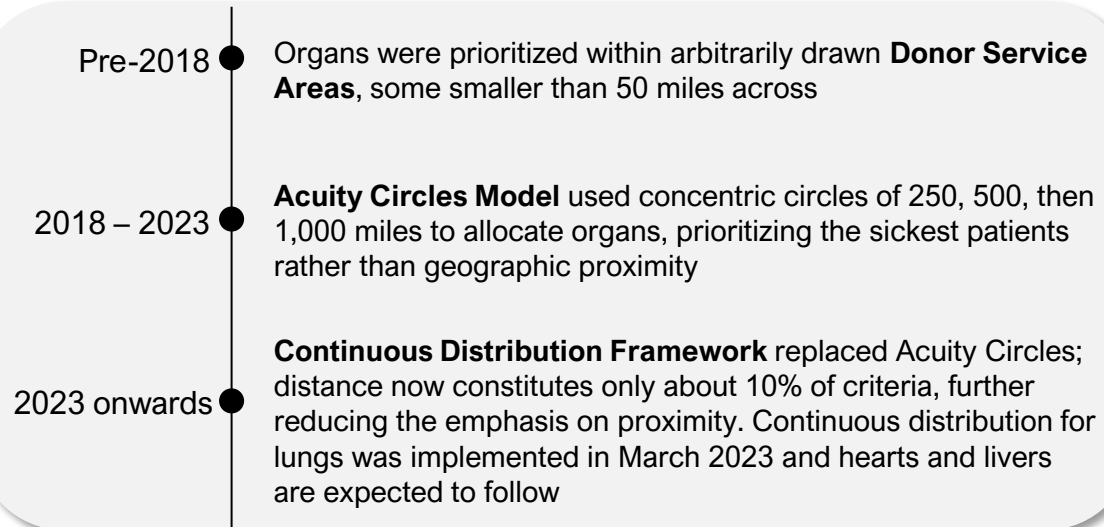 Pre-2018
Organs were prioritized within arbitrarily drawn Donor Service
Areas, some smaller than 50 miles across
2018 – 2023
Acuity Circles Model used concentric circles of 250, 500, then
1,000 miles to allocate organs, prioritizing the sickest patients
rather than geographic proximity
2023 onwards
Continuous Distribution Framework replaced Acuity Circles;
distance now constitutes only about 10% of criteria, further
reducing the emphasis on proximity. Continuous distribution for
lungs was implemented in March 2023 and hearts and livers
are expected to follow